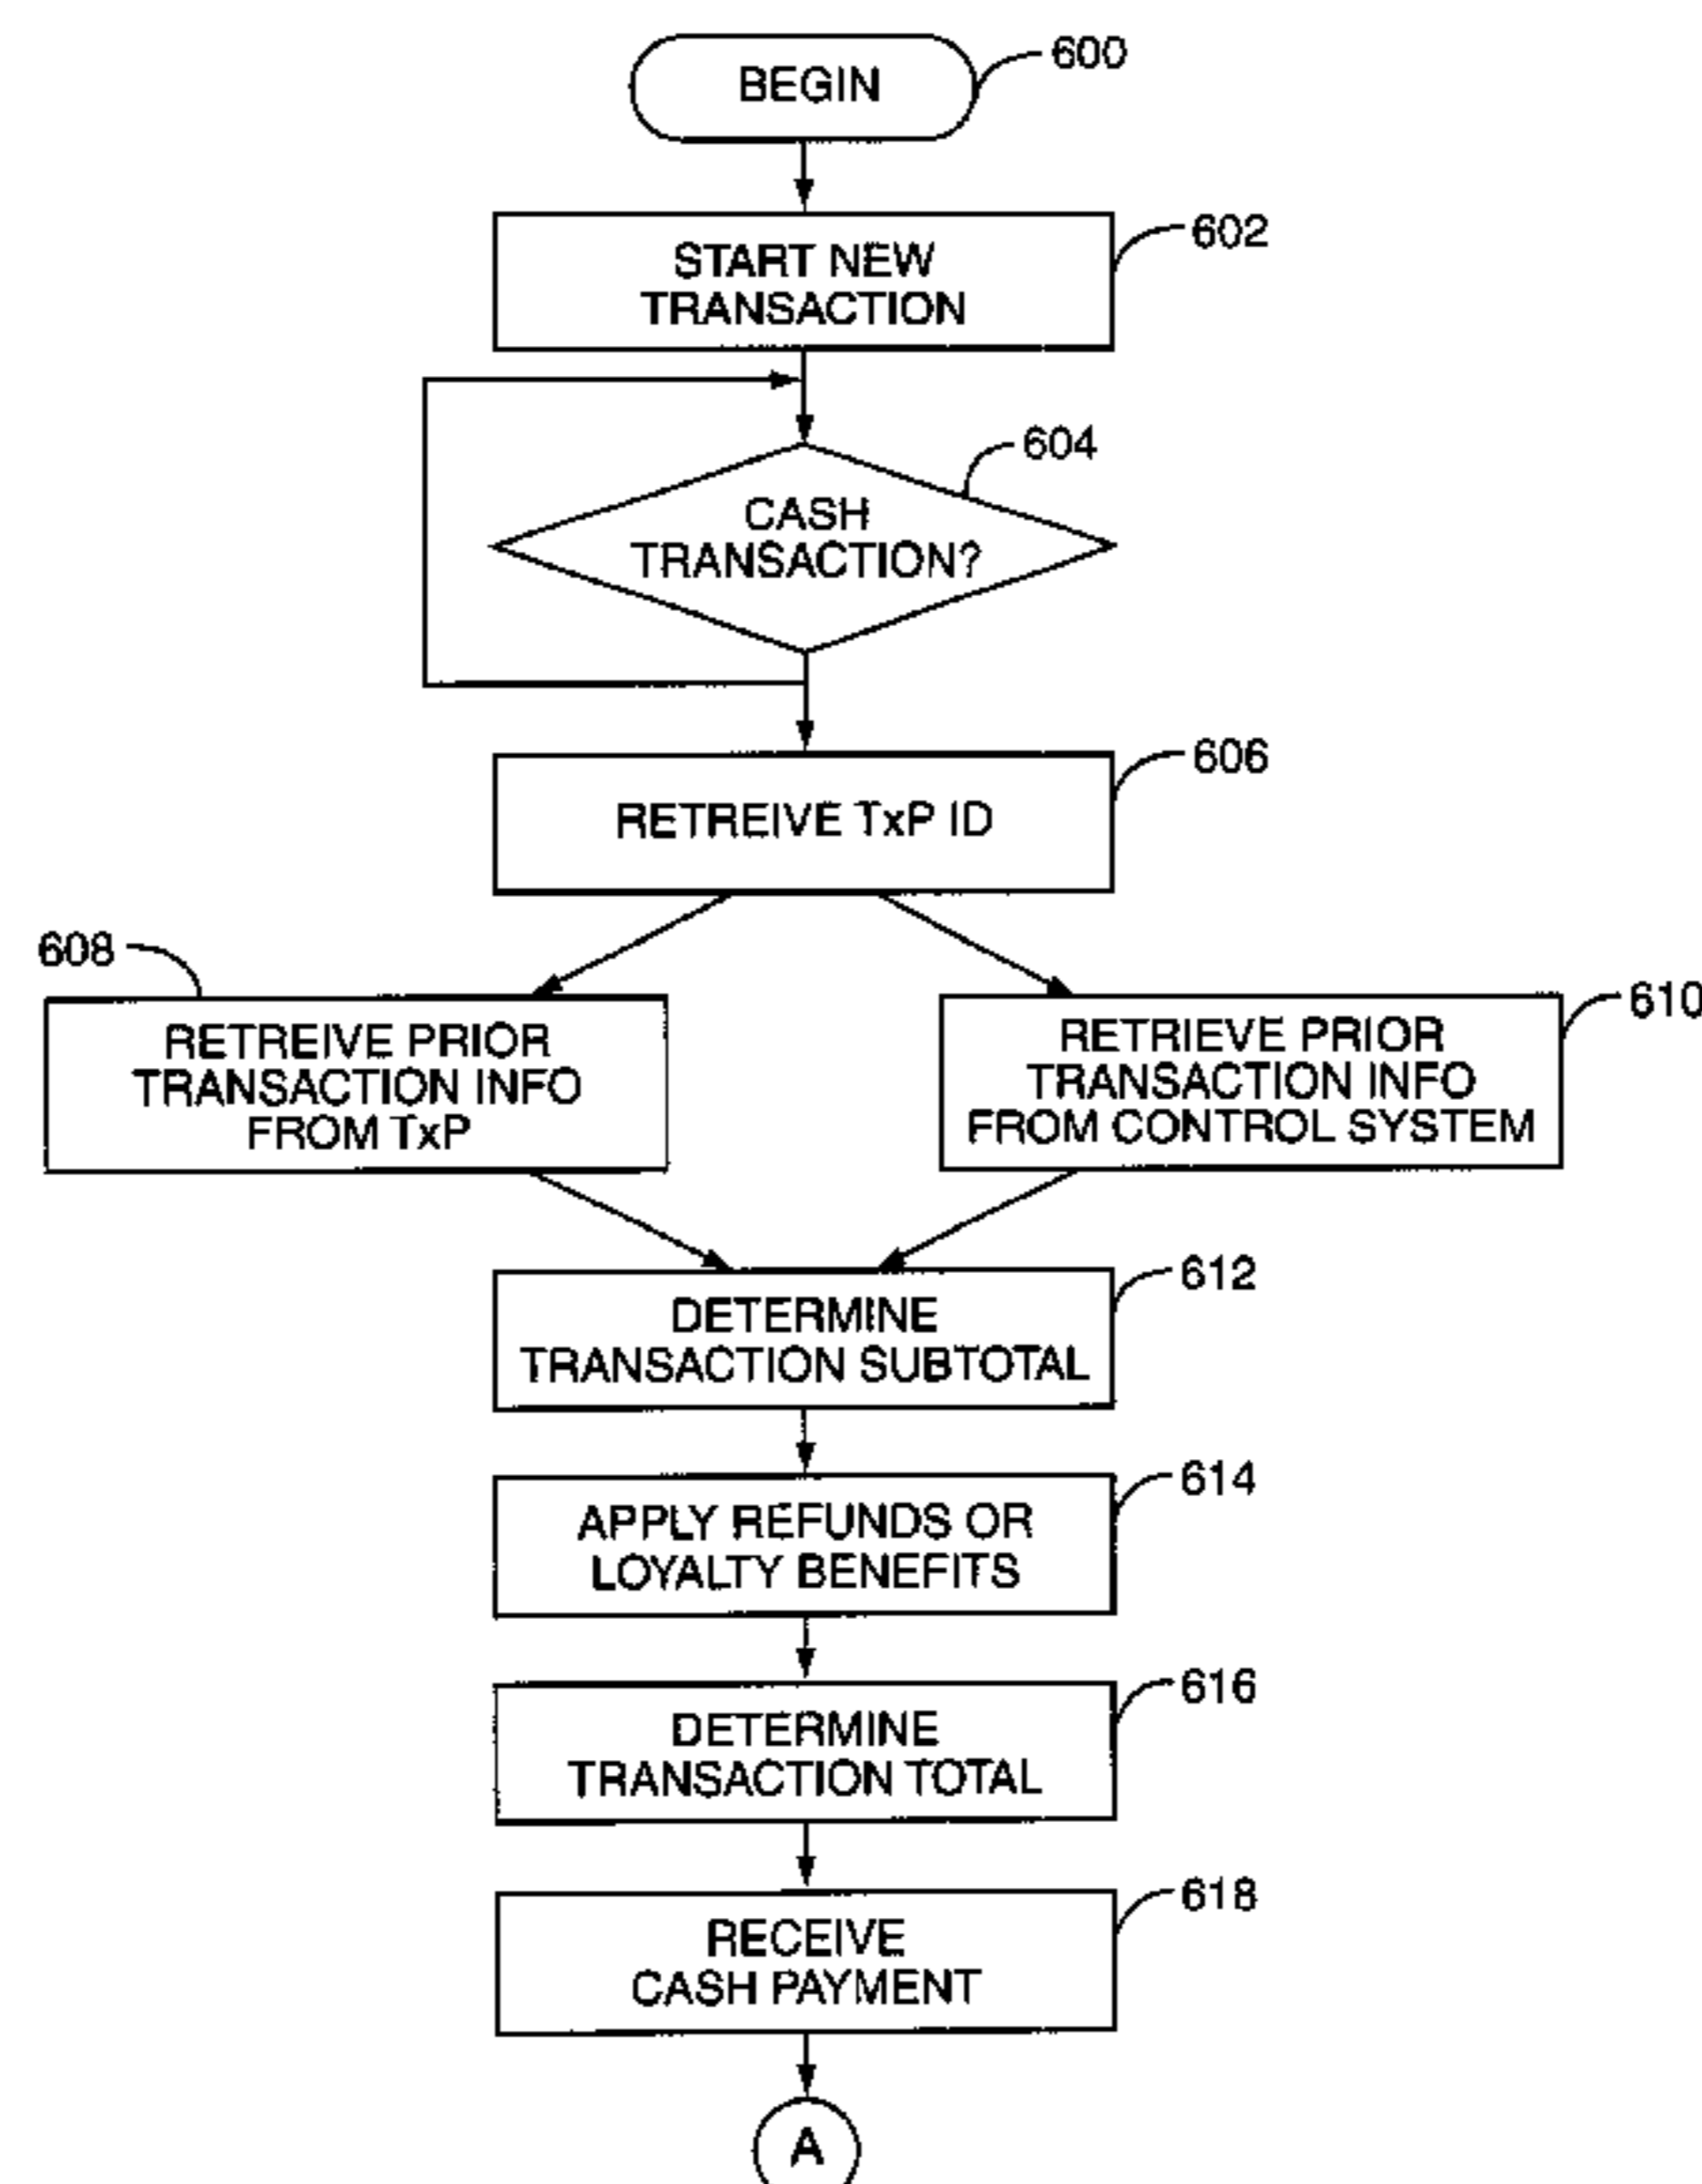 BEGIN
600
START NEW
TRANSACTION
602
CASH
TRANSACTION?
604
RETREIVE TxP ID
606
608
RETREIVE PRIOR
TRANSACTION INFO
FROM TxP
RETRIEVE PRIOR
TRANSACTION INFO
FROM CONTROL SYSTEM
610
DETERMINE
TRANSACTION SUBTOTAL
612
APPLY REFUNDS OR
LOYALTY BENEFITS
614
DETERMINE
TRANSACTION TOTAL
616
RECEIVE
CASH PAYMENT
618
A